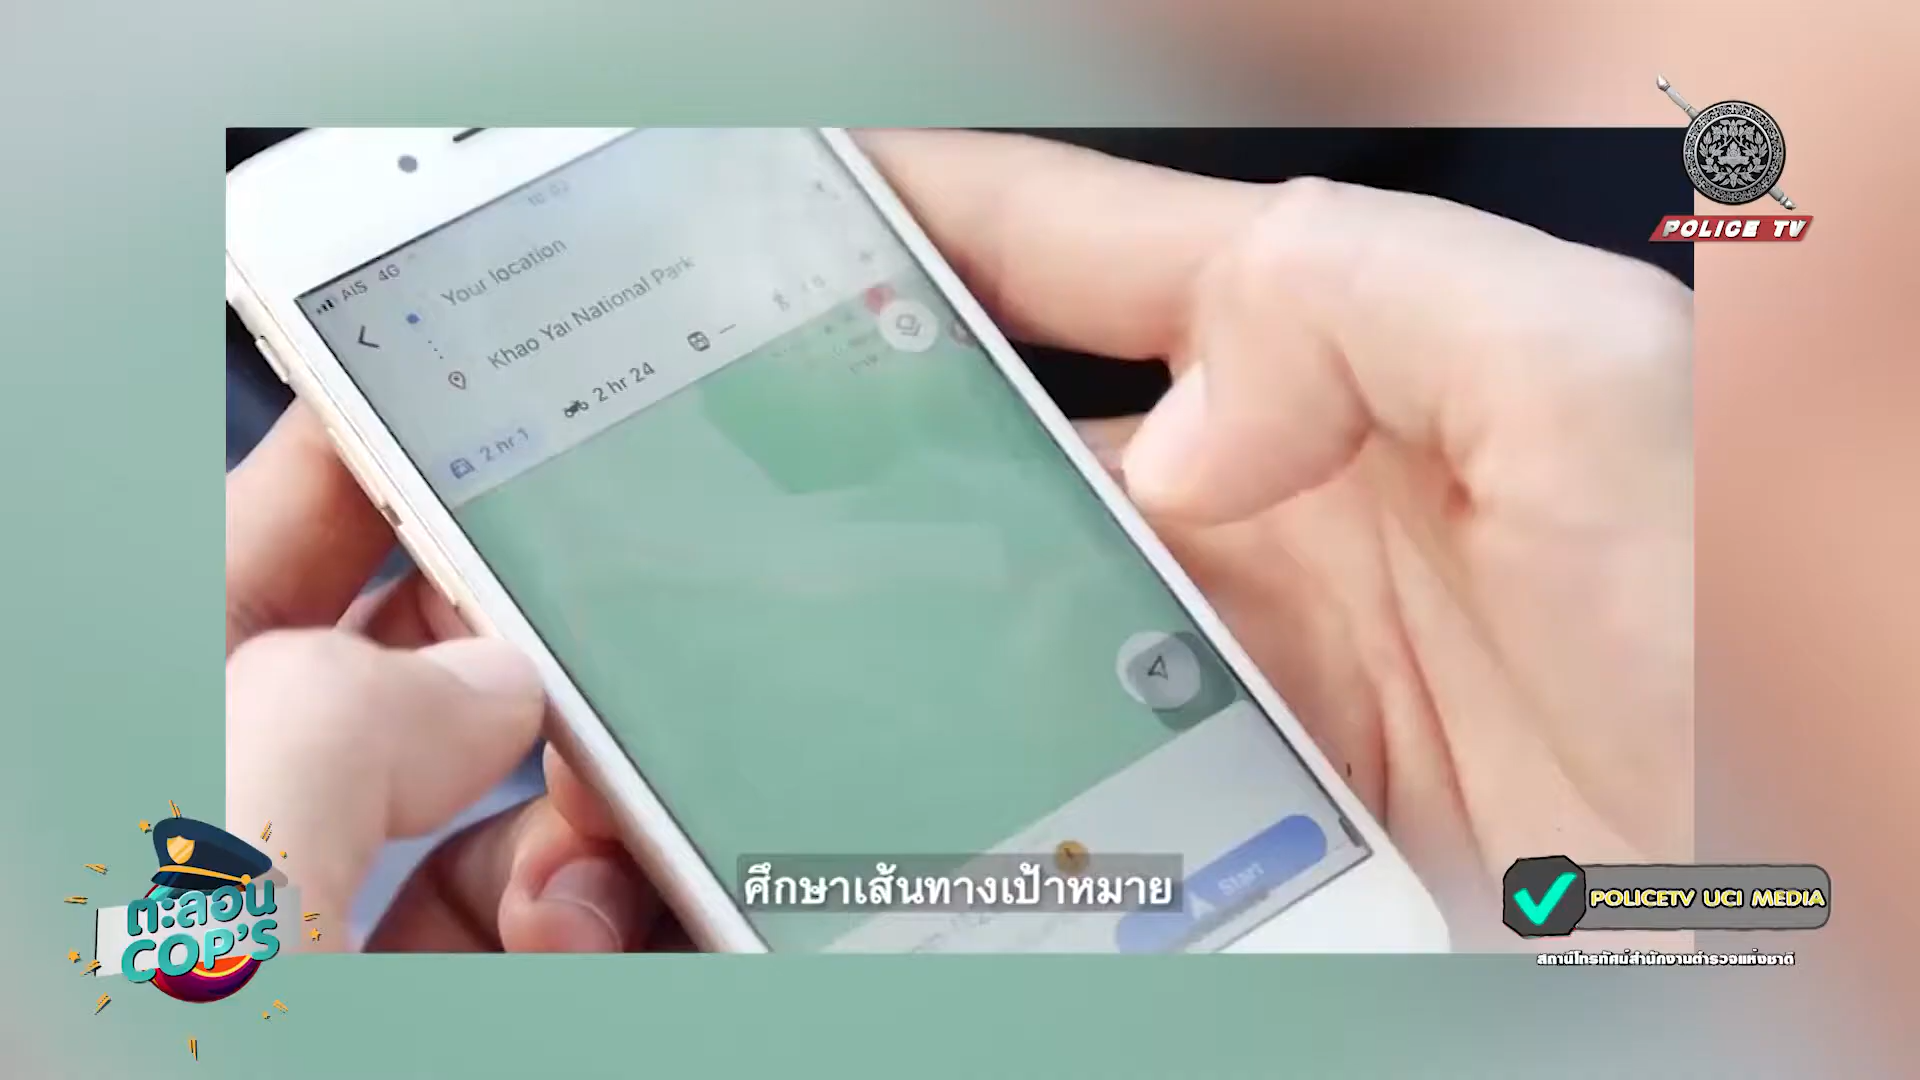 POLICE TV
AIS 4G
Your location
Khao Yai National Park
2 hr 1
2 hr 24
Start
ศึกษาเส้นทางเป้าหมาย
ตะลอน
COP'S
POLICETV UCI MEDIA
สถานีโทรทัศน์สำนักงานตำรวจแห่งชาติ